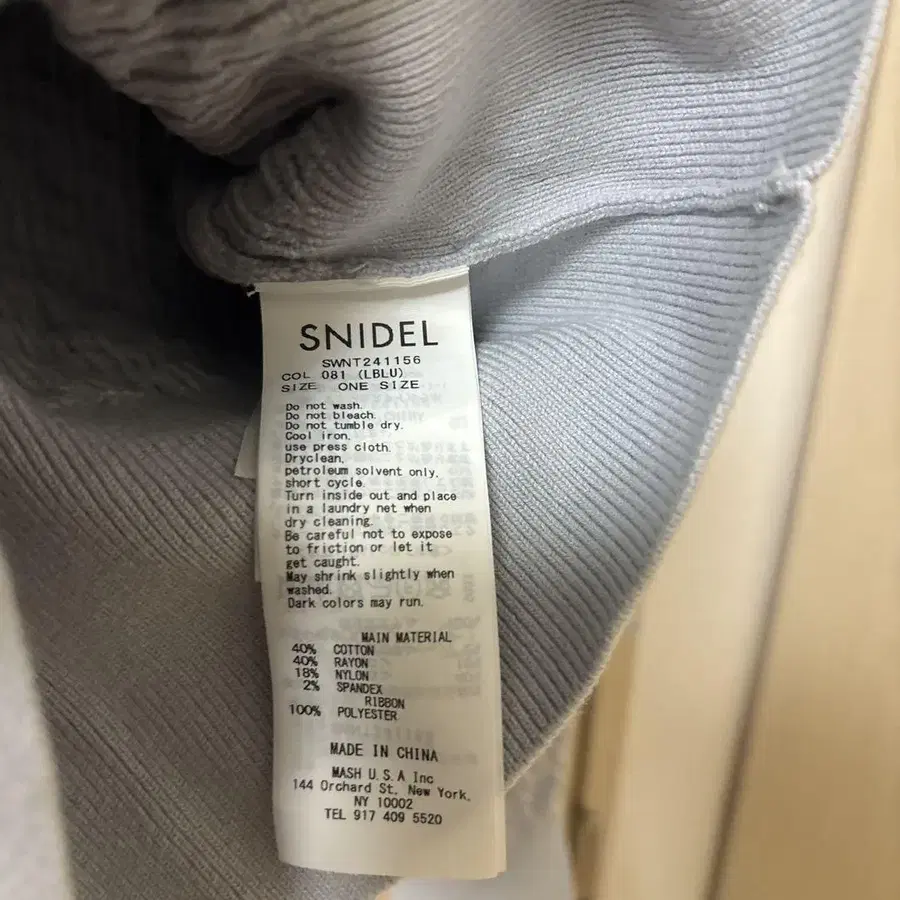 SNIDEL
SWNT241156
COL 081 (LBLU)
SIZE ONE SIZE
Do not wash.
Do not bleach.
Do not tumble dry.
Cool iron.
use press cloth.
Dryclean,
petroleum solvent only,
short cycle.
Turn inside out and place
in a laundry net when
dry cleaning.
Be careful not to expose
to friction or let it
get caught.
May shrink slightly when
washed.
Dark colors may run.
MAIN MATERIAL
40% COTTON
40% RAYON
18% NYLON
2% SPANDEX
RIBBON
100% POLYESTER
MADE IN CHINA
MASH U.S.A Inc
144 Orchard St, New York,
NY 10002
TEL 917 409 5520